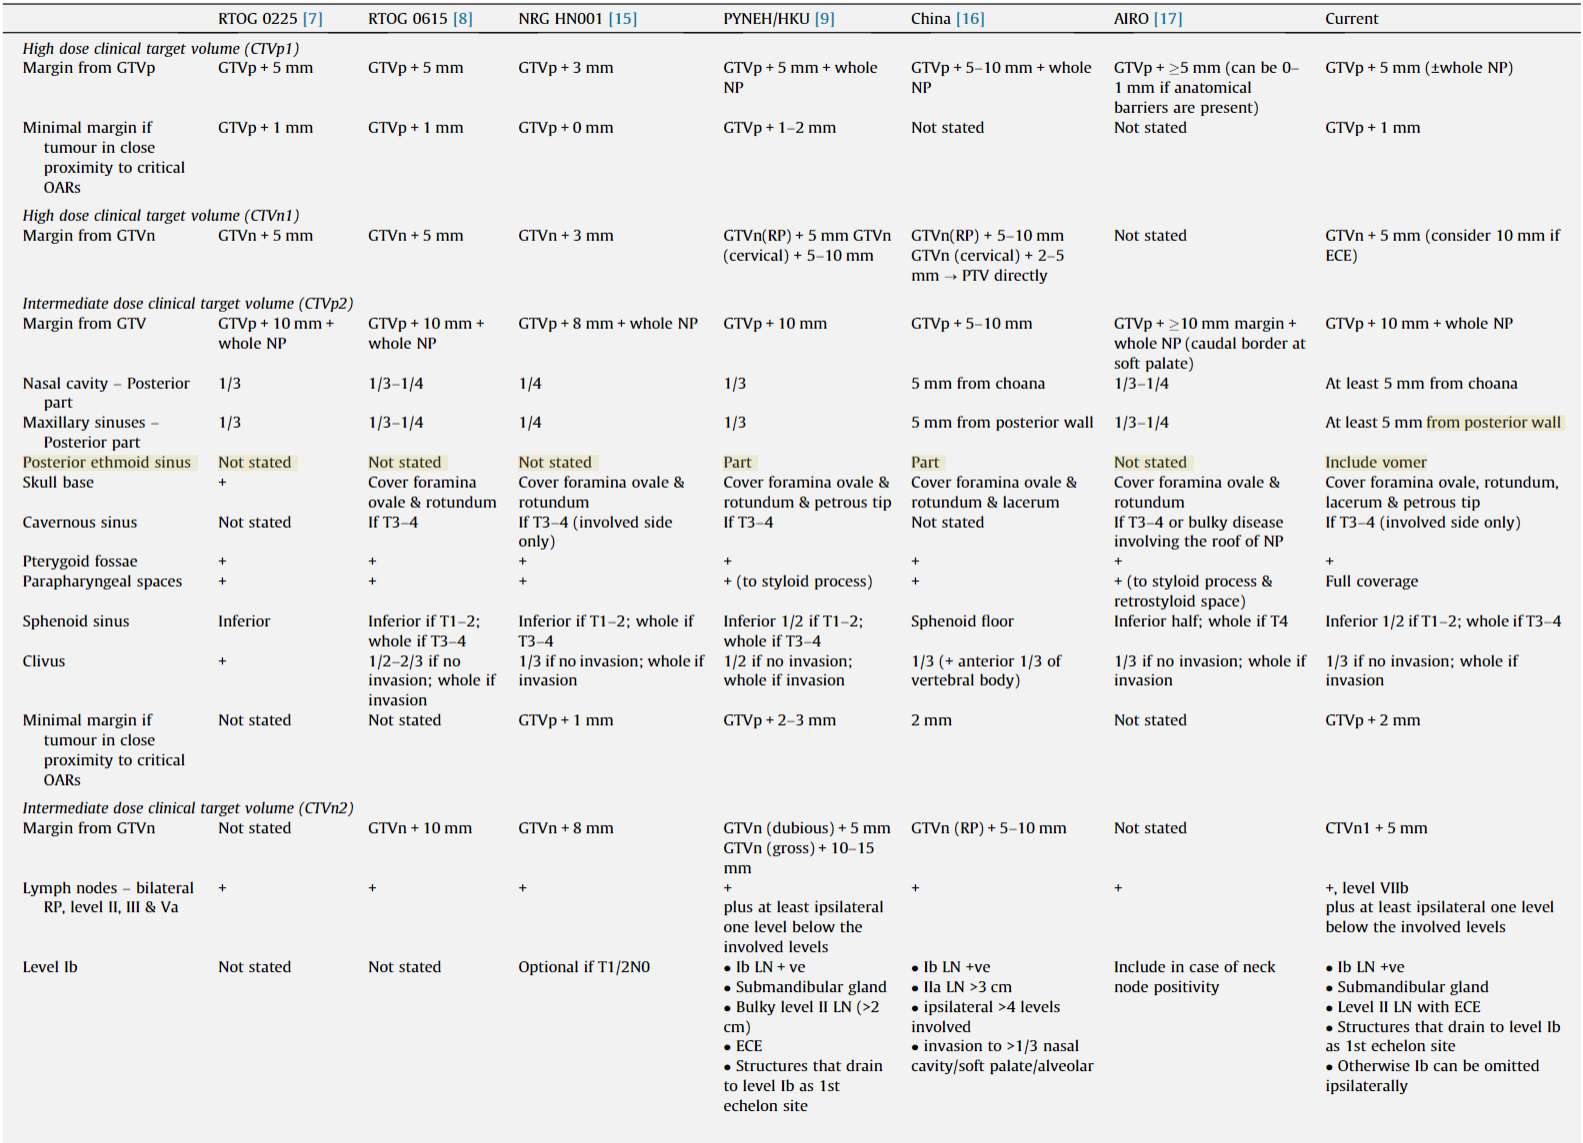 RTOG 0225 [7] RTOG 0615 [8] NRG HN001 [15] PYNEH/HKU [9] China [16] AIRO [17] Current
High dose clinical target volume (CTVp1)
Margin from GTVp GTVp + 5 mm GTVp + 5 mm GTVp + 3 mm GTVp + 5 mm + whole GTVp + 5–10 mm + whole GTVp + ≥5 mm (can be 0– GTVp + 5 mm (±whole NP)
NP NP 1 mm if anatomical
barriers are present)
Minimal margin if GTVp + 1 mm GTVp + 1 mm GTVp + 0 mm GTVp + 1–2 mm Not stated Not stated GTVp + 1 mm
tumour in close
proximity to critical
OARs
High dose clinical target volume (CTVn1)
Margin from GTVn GTVn + 5 mm GTVn + 5 mm GTVn + 3 mm GTVn(RP) + 5 mm GTVn GTVn(RP) + 5–10 mm Not stated GTVn + 5 mm (consider 10 mm if
(cervical) + 5–10 mm GTVn (cervical) + 2–5 ECE)
mm → PTV directly
Intermediate dose clinical target volume (CTVp2)
Margin from GTV GTVp + 10 mm + GTVp + 10 mm + GTVp + 8 mm + whole NP GTVp + 10 mm GTVp + 5–10 mm GTVp + ≥10 mm margin + GTVp + 10 mm + whole NP
whole NP whole NP whole NP (caudal border at
soft palate)
Nasal cavity – Posterior 1/3 1/3–1/4 1/4 1/3 5 mm from choana 1/3–1/4 At least 5 mm from choana
part
Maxillary sinuses – 1/3 1/3–1/4 1/4 1/3 5 mm from posterior wall 1/3–1/4 At least 5 mm from posterior wall
Posterior part
Posterior ethmoid sinus Not stated Not stated Not stated Part Part Not stated Include vomer
Skull base + Cover foramina Cover foramina ovale & Cover foramina ovale & Cover foramina ovale & Cover foramina ovale & Cover foramina ovale, rotundum,
ovale & rotundum rotundum rotundum & petrous tip rotundum & lacerum rotundum lacerum & petrous tip
Cavernous sinus Not stated If T3–4 If T3–4 (involved side If T3–4 Not stated If T3–4 or bulky disease If T3–4 (involved side only)
only) involving the roof of NP
Pterygoid fossae + + + + + + +
Parapharyngeal spaces + + + + (to styloid process) + + (to styloid process & Full coverage
retrostyloid space)
Sphenoid sinus Inferior Inferior if T1–2; Inferior if T1–2; whole if Inferior 1/2 if T1–2; Sphenoid floor Inferior half; whole if T4 Inferior 1/2 if T1–2; whole if T3–4
whole if T3–4 T3–4 whole if T3–4
Clivus + 1/2–2/3 if no 1/3 if no invasion; whole if 1/2 if no invasion; 1/3 (+ anterior 1/3 of 1/3 if no invasion; whole if 1/3 if no invasion; whole if
invasion; whole if invasion whole if invasion vertebral body) invasion invasion
invasion
Minimal margin if Not stated Not stated GTVp + 1 mm GTVp + 2–3 mm 2 mm Not stated GTVp + 2 mm
tumour in close
proximity to critical
OARs
Intermediate dose clinical target volume (CTVn2)
Margin from GTVn Not stated GTVn + 10 mm GTVn + 8 mm GTVn (dubious) + 5 mm GTVn (RP) + 5–10 mm Not stated CTVn1 + 5 mm
GTVn (gross) + 10–15
mm
Lymph nodes – bilateral + + + + + + +, level VIIb
RP, level II, III & Va plus at least ipsilateral plus at least ipsilateral one level
one level below the below the involved levels
involved levels
Level Ib Not stated Not stated Optional if T1/2N0 • Ib LN + ve • Ib LN +ve Include in case of neck • Ib LN +ve
• Submandibular gland • IIa LN >3 cm node positivity • Submandibular gland
• Bulky level II LN (>2 • ipsilateral >4 levels • Level II LN with ECE
cm) involved • Structures that drain to level Ib
• ECE • invasion to >1/3 nasal as 1st echelon site
• Structures that drain cavity/soft palate/alveolar • Otherwise Ib can be omitted
to level Ib as 1st ipsilaterally
echelon site